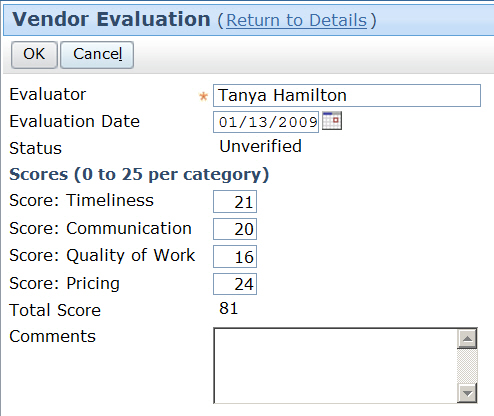 Vendor Evaluation (Return to Details)
OK Cancel
Evaluator * Tanya Hamilton
Evaluation Date 01/13/2009
Status Unverified
Scores (0 to 25 per category)
Score: Timeliness 21
Score: Communication 20
Score: Quality of Work 16
Score: Pricing 24
Total Score 81
Comments